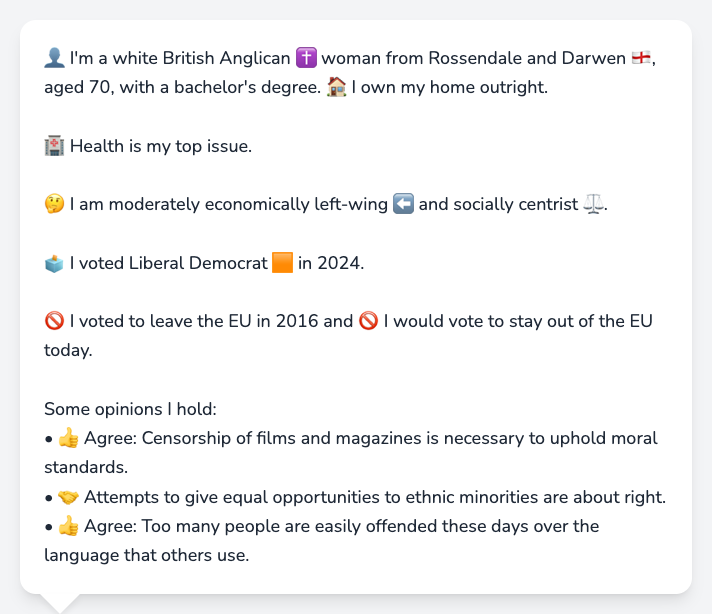 👤 I'm a white British Anglican ✝️ woman from Rossendale and Darwen 🏴󠁧󠁢󠁥󠁮󠁧󠁿,
aged 70, with a bachelor's degree. 🏠 I own my home outright.
🏥 Health is my top issue.
🤔 I am moderately economically left-wing ⬅️ and socially centrist ⚖️.
🗳️ I voted Liberal Democrat 🟧 in 2024.
🚫 I voted to leave the EU in 2016 and 🚫 I would vote to stay out of the EU
today.
Some opinions I hold:
• 👍 Agree: Censorship of films and magazines is necessary to uphold moral
standards.
• 🤝 Attempts to give equal opportunities to ethnic minorities are about right.
• 👍 Agree: Too many people are easily offended these days over the
language that others use.